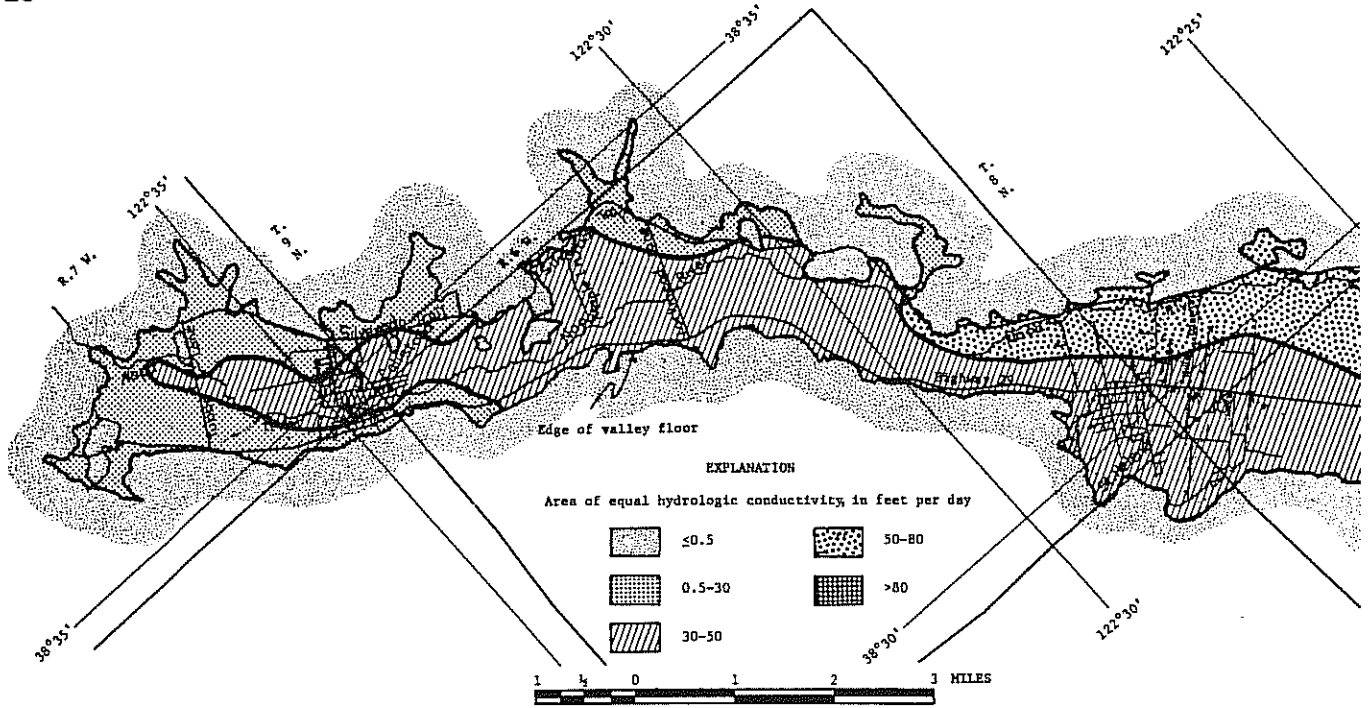 122°30'
38°35'
122°25'
122°35'
T. 9 N.
T. 8 N.
R.7 W.
R.6 W.
Highway 29
Edge of valley floor
EXPLANATION
Area of equal hydrologic conductivity, in feet per day
≤0.5
50-80
0.5-30
>80
30-50
38°35'
38°30'
122°30'
1 ½ 0 1 2 3 MILES